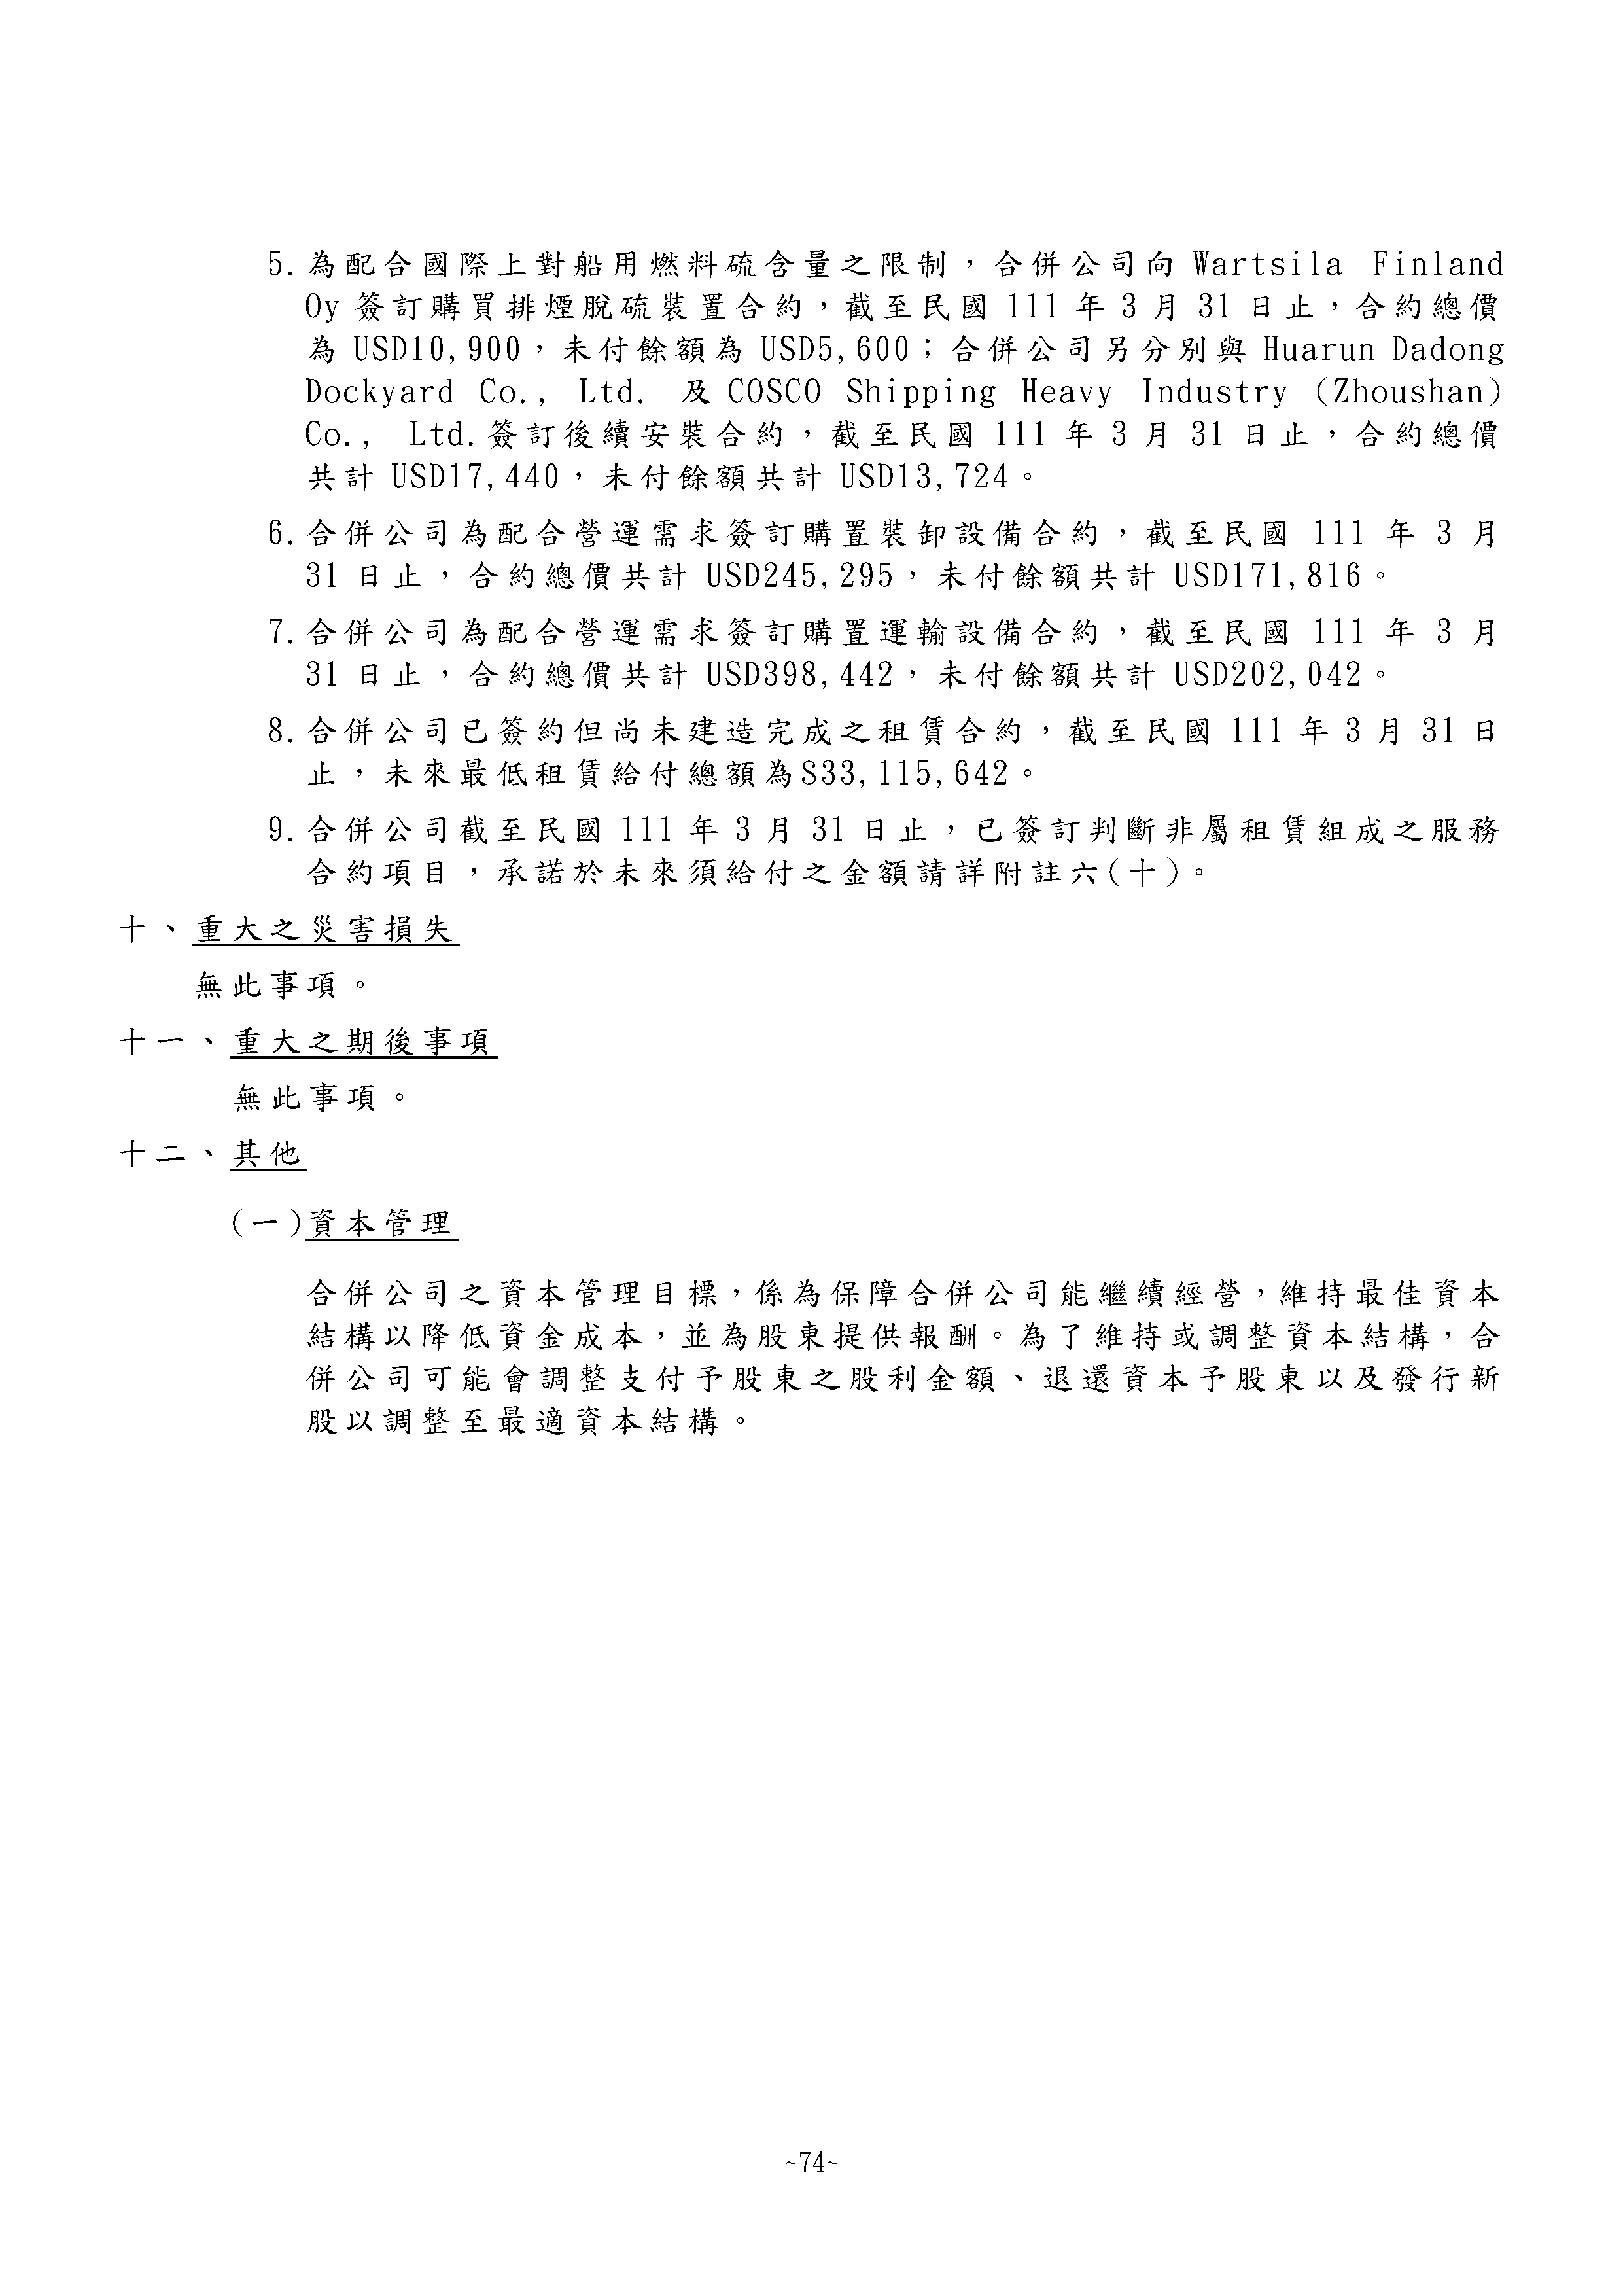 5.為配合國際上對船用燃料硫含量之限制，合併公司向 Wartsila Finland
Oy 簽訂購買排煙脫硫裝置合約，截至民國 111 年 3 月 31 日止，合約總價
為 USD10,900，未付餘額為 USD5,600；合併公司另分別與 Huarun Dadong
Dockyard Co., Ltd. 及 COSCO Shipping Heavy Industry (Zhoushan)
Co., Ltd.簽訂後續安裝合約，截至民國 111 年 3 月 31 日止，合約總價
共計 USD17,440，未付餘額共計 USD13,724。
6.合併公司為配合營運需求簽訂購置裝卸設備合約，截至民國 111 年 3 月
31 日止，合約總價共計 USD245,295，未付餘額共計 USD171,816。
7.合併公司為配合營運需求簽訂購置運輸設備合約，截至民國 111 年 3 月
31 日止，合約總價共計 USD398,442，未付餘額共計 USD202,042。
8.合併公司已簽約但尚未建造完成之租賃合約，截至民國 111 年 3 月 31 日
止，未來最低租賃給付總額為$33,115,642。
9.合併公司截至民國 111 年 3 月 31 日止，已簽訂判斷非屬租賃組成之服務
合約項目，承諾於未來須給付之金額請詳附註六(十)。
十、重大之災害損失
無此事項。
十一、重大之期後事項
無此事項。
十二、其他
(一)資本管理
合併公司之資本管理目標，係為保障合併公司能繼續經營，維持最佳資本
結構以降低資金成本，並為股東提供報酬。為了維持或調整資本結構，合
併公司可能會調整支付予股東之股利金額、退還資本予股東以及發行新
股以調整至最適資本結構。
~74~